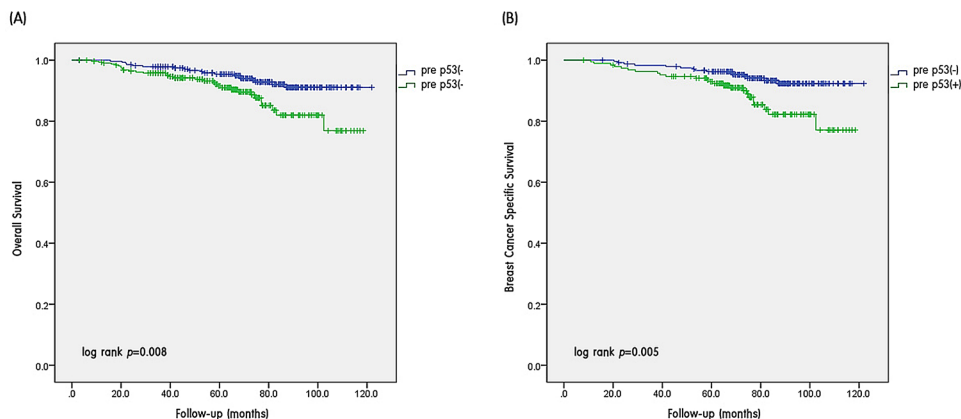 (A)
Overall Survival
1.0
0.8
0.6
0.4
0.2
0.0
.0 20.0 40.0 60.0 80.0 100.0 120.0
Follow-up (months)
log rank p=0.008
pre p53(-
pre p53(-
(B)
Breast Cancer Specific Survival
1.0
0.8
0.6
0.4
0.2
0.0
.0 20.0 40.0 60.0 80.0 100.0 120.0
Follow-up (months)
log rank p=0.005
pre p53(-)
pre p53(+)